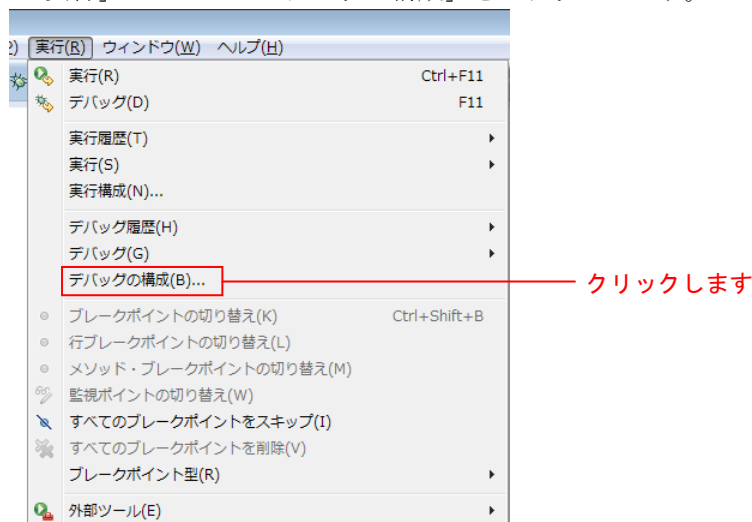 実行(R) ウィンドウ(W) ヘルプ(H)
実行(R) Ctrl+F11
デバッグ(D) F11
実行履歴(T)
実行(S)
実行構成(N)...
デバッグ履歴(H)
デバッグ(G)
デバッグの構成(B)...
クリックします
ブレークポイントの切り替え(K) Ctrl+Shift+B
行ブレークポイントの切り替え(L)
メソッド・ブレークポイントの切り替え(M)
監視ポイントの切り替え(W)
すべてのブレークポイントをスキップ(I)
すべてのブレークポイントを削除(V)
ブレークポイント型(R)
外部ツール(E)